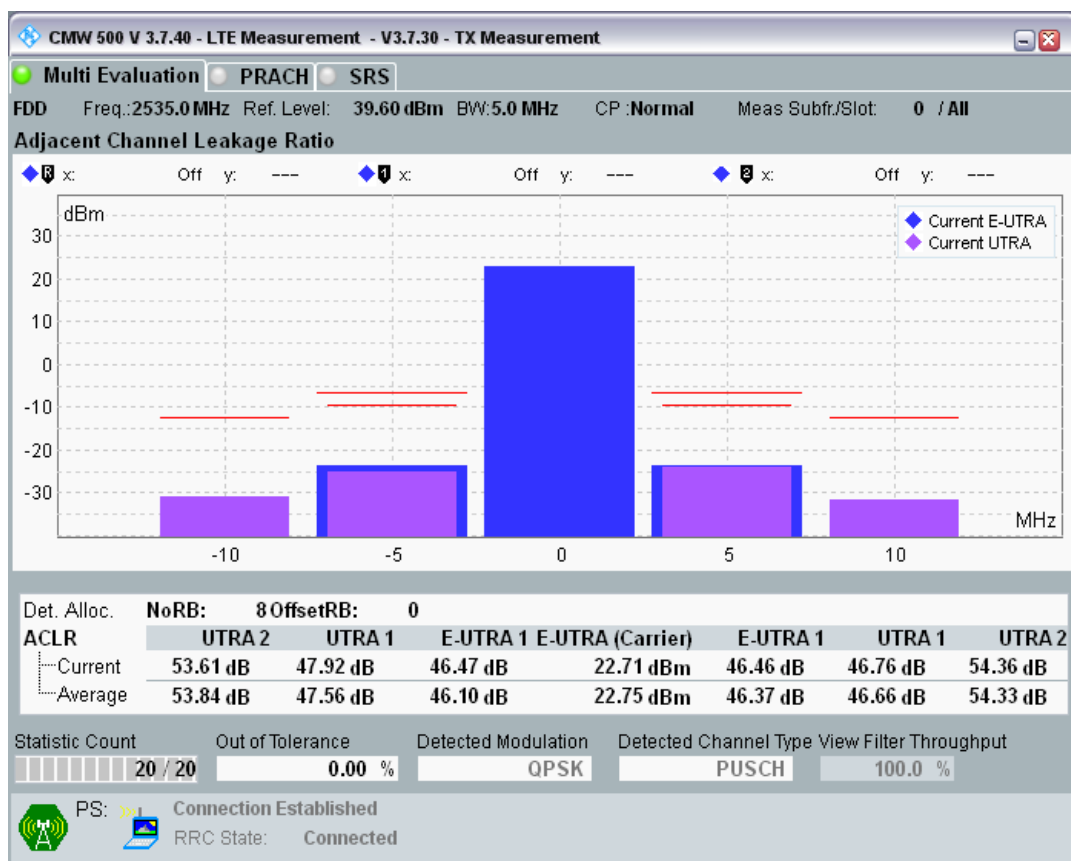 CMW 500 V 3.7.40 - LTE Measurement - V3.7.30 - TX Measurement
Multi Evaluation PRACH SRS
FDD Freq.:2535.0 MHz Ref. Level: 39.60 dBm BW:5.0 MHz CP :Normal Meas Subfr./Slot: 0 / All
Adjacent Channel Leakage Ratio
R x: Off y: --- 1 x: Off y: --- 2 x: Off y: ---
dBm
Current E-UTRA
Current UTRA
30
20
10
0
-10
-20
-30
MHz
-10 -5 0 5 10
Det. Alloc. NoRB: 8 OffsetRB: 0
ACLR UTRA 2 UTRA 1 E-UTRA 1 E-UTRA (Carrier) E-UTRA 1 UTRA 1 UTRA 2
Current 53.61 dB 47.92 dB 46.47 dB 22.71 dBm 46.46 dB 46.76 dB 54.36 dB
Average 53.84 dB 47.56 dB 46.10 dB 22.75 dBm 46.37 dB 46.66 dB 54.33 dB
Statistic Count Out of Tolerance Detected Modulation Detected Channel Type View Filter Throughput
20 / 20 0.00 % QPSK PUSCH 100.0 %
PS: Connection Established
RRC State: Connected